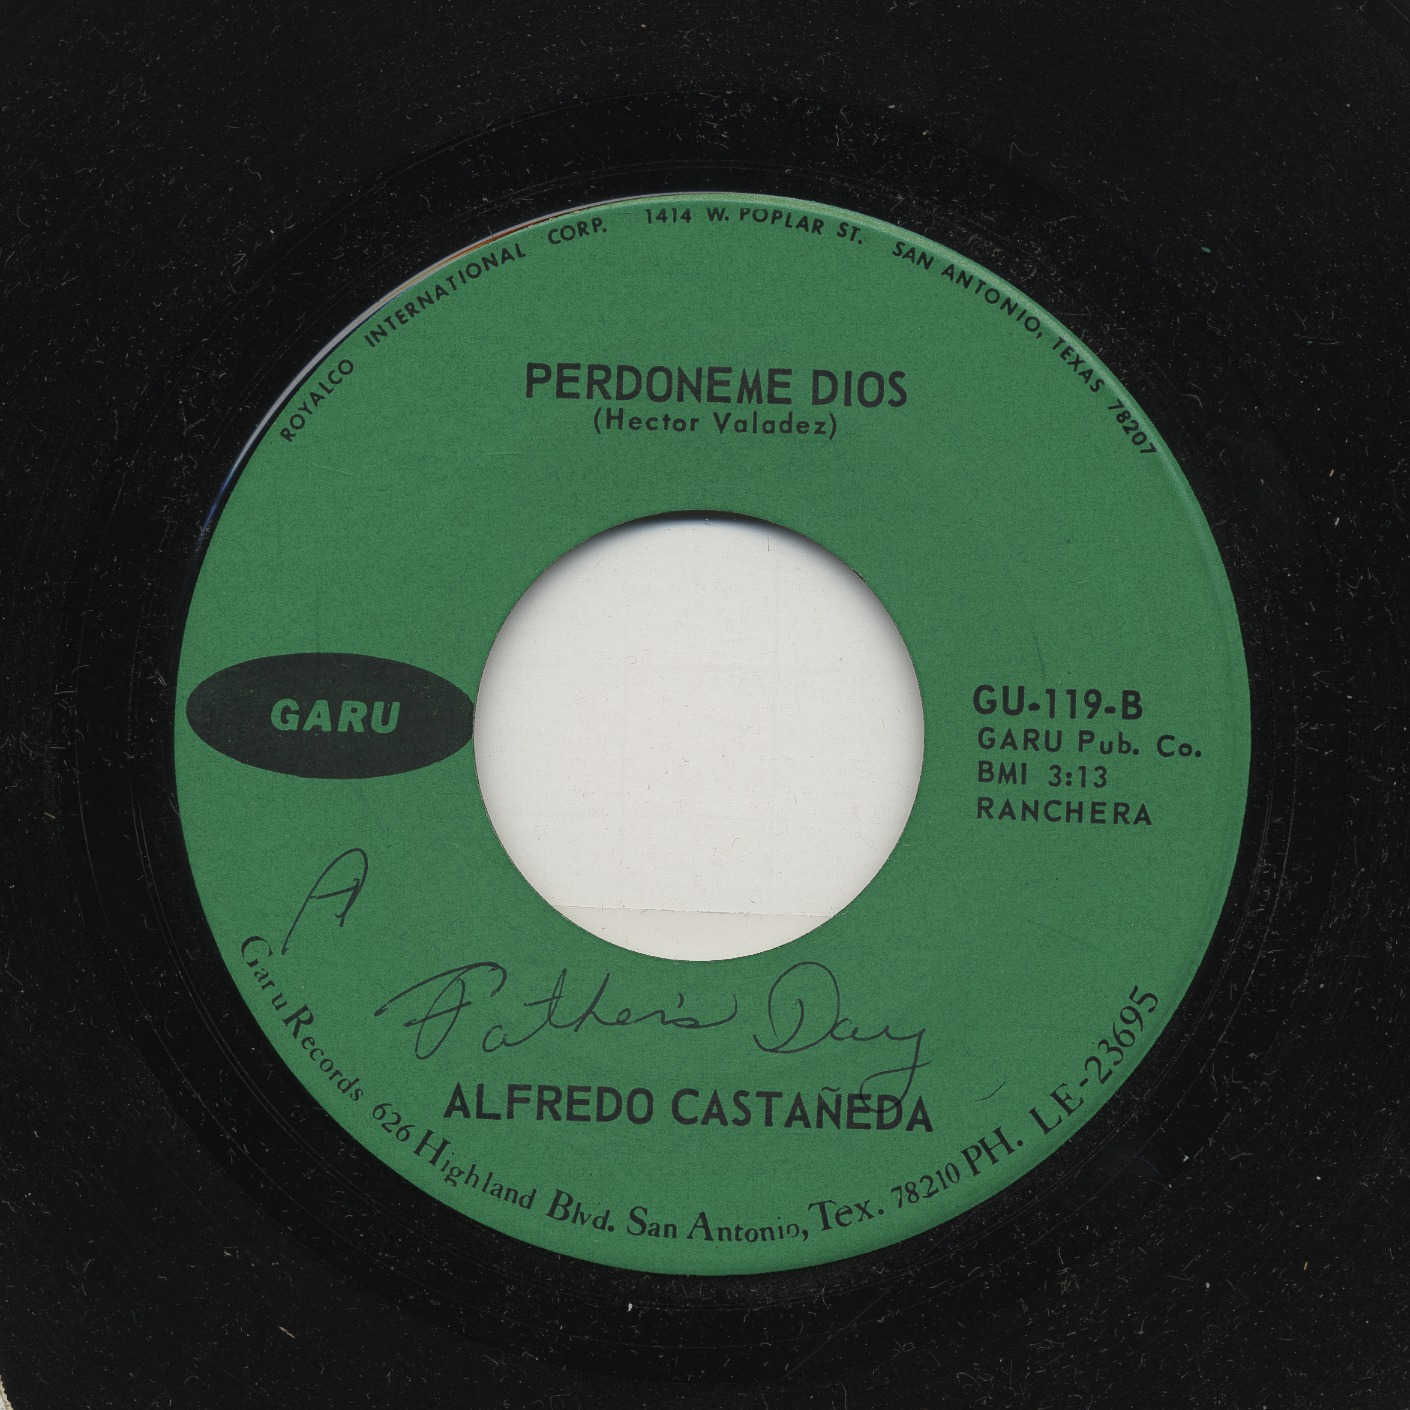 ROYALCO INTERNATIONAL CORP. 1414 W. POPLAR ST. SAN ANTONIO, TEXAS 78207
PERDONEME DIOS
(Hector Valadez)
GARU
GU-119-B
GARU Pub. Co.
BMI 3:13
RANCHERA
A
Father's Day
ALFREDO CASTAÑEDA
Garu Records 626 Highland Blvd. San Antonio, Tex. 78210 PH. LE-23695